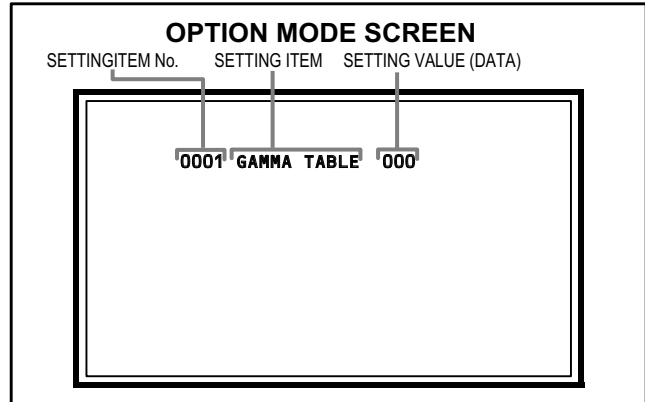 OPTION MODE SCREEN
SETTINGITEM No. SETTING ITEM SETTING VALUE (DATA)
0001 GAMMA TABLE 000